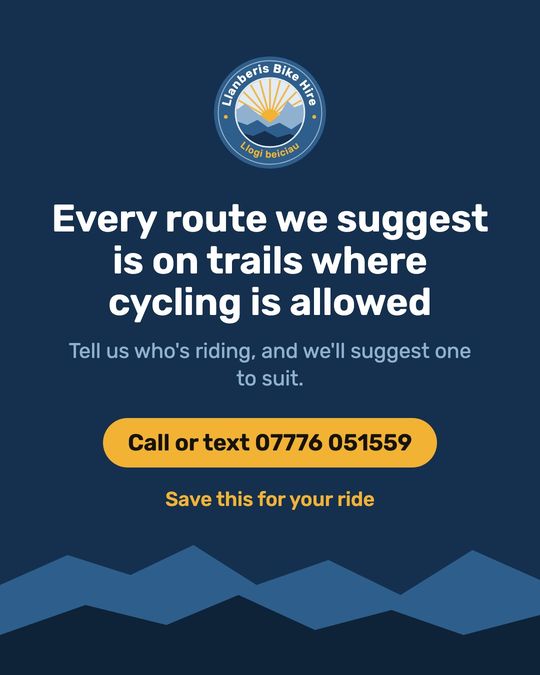 Llanberis Bike Hire
Llogi beiciau
Every route we suggest
is on trails where
cycling is allowed
Tell us who's riding, and we'll suggest one
to suit.
Call or text 07776 051559
Save this for your ride